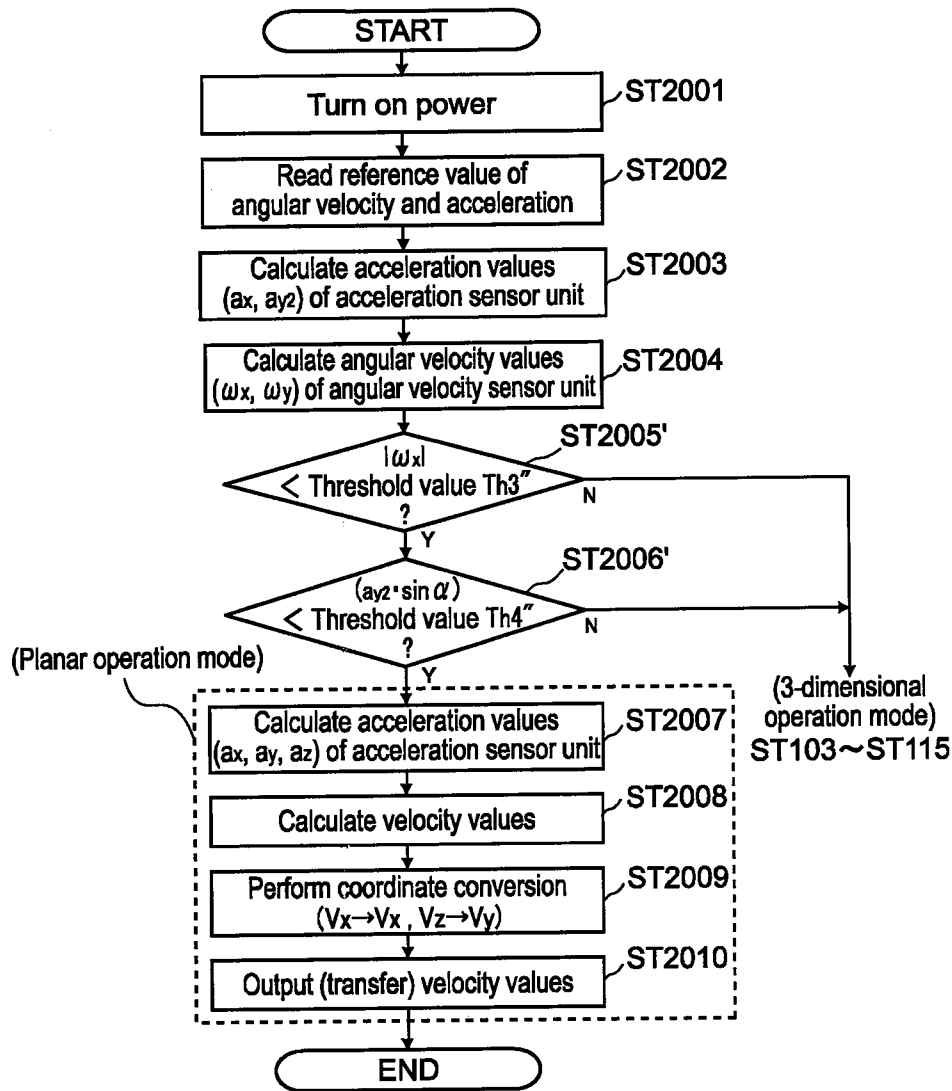 START
Turn on power
ST2001
Read reference value of
angular velocity and acceleration
ST2002
Calculate acceleration values
(ax, ay2) of acceleration sensor unit
ST2003
Calculate angular velocity values
(ωx, ωy) of angular velocity sensor unit
ST2004
ST2005'
|ωx|
< Threshold value Th3″
?
N
Y
ST2006'
(ay2·sin α)
< Threshold value Th4″
?
N
Y
(Planar operation mode)
(3-dimensional
operation mode)
ST103～ST115
Calculate acceleration values
(ax, ay, az) of acceleration sensor unit
ST2007
Calculate velocity values
ST2008
Perform coordinate conversion
(Vx→Vx , Vz→Vy)
ST2009
Output (transfer) velocity values
ST2010
END